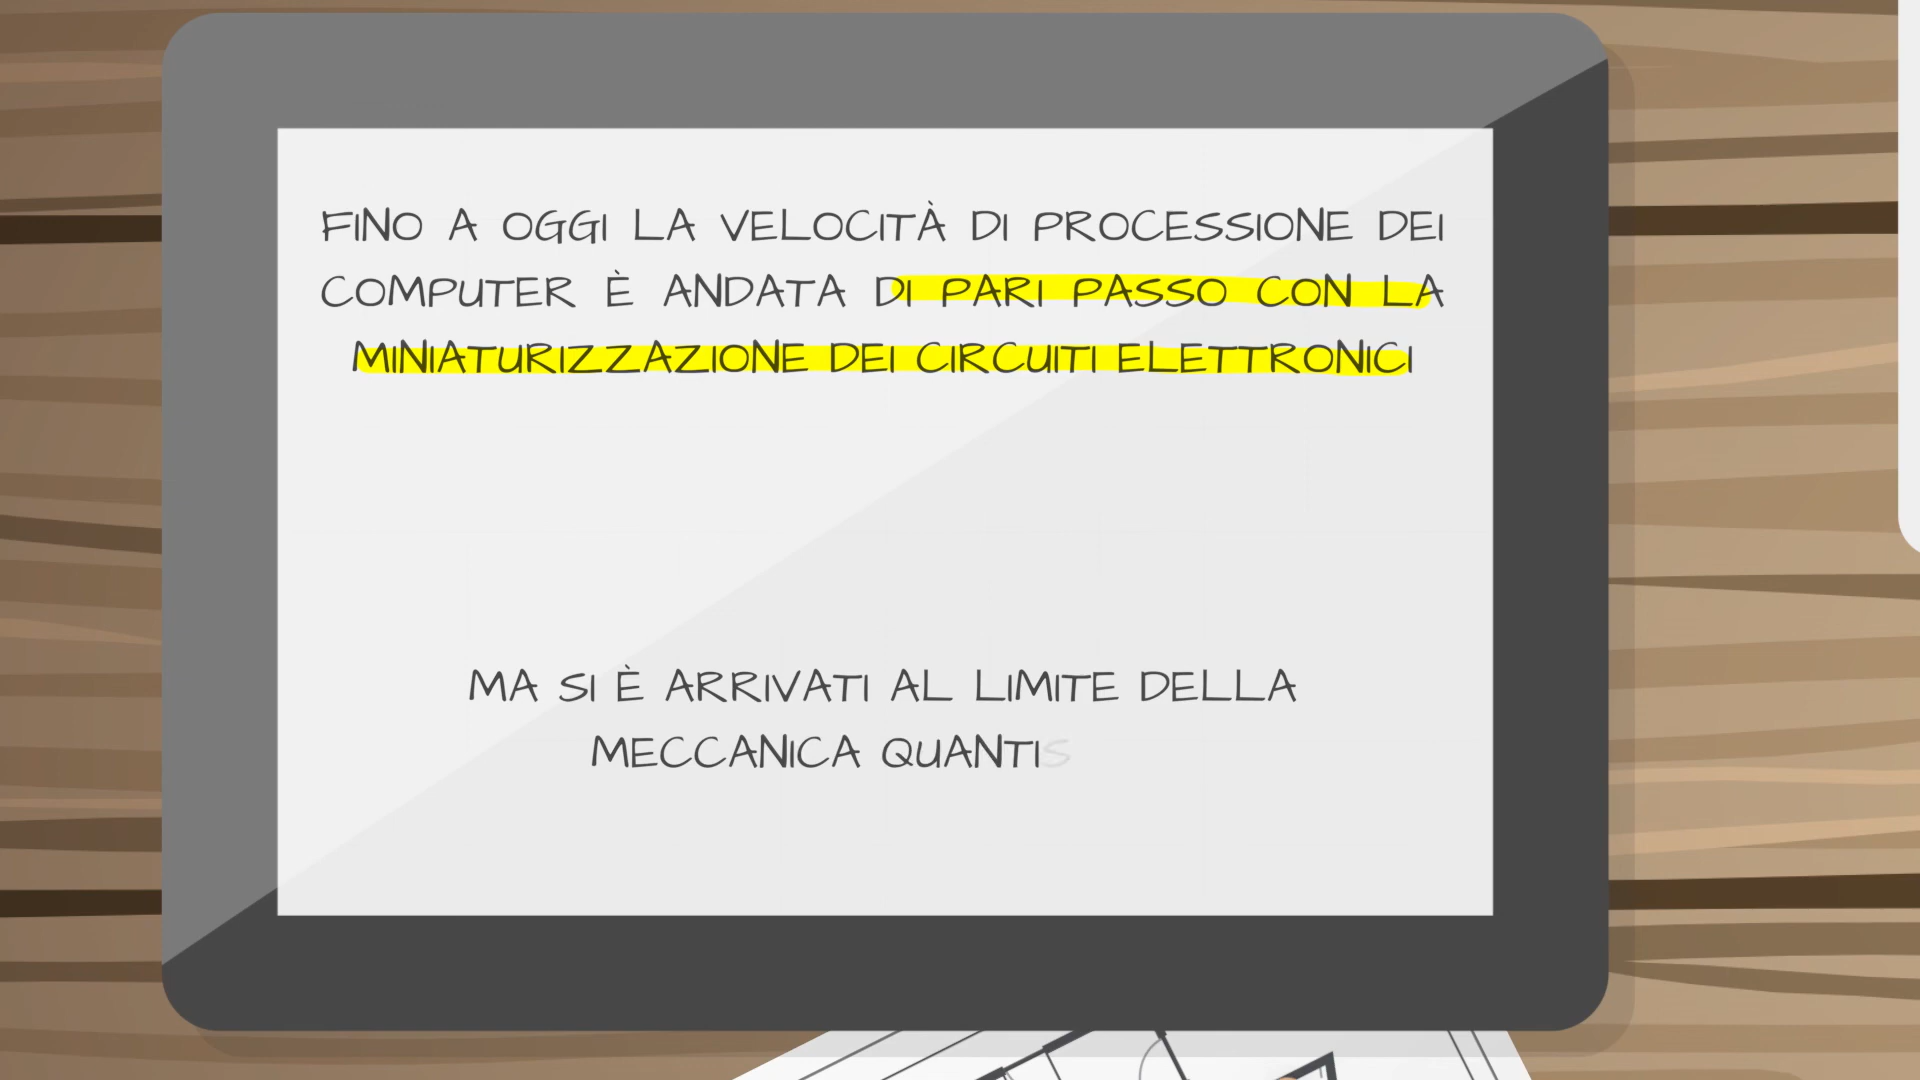 FINO A OGGI LA VELOCITÀ DI PROCESSIONE DEI
COMPUTER È ANDATA DI PARI PASSO CON LA
MINIATURIZZAZIONE DEI CIRCUITI ELETTRONICI
MA SI È ARRIVATI AL LIMITE DELLA
MECCANICA QUANTIS